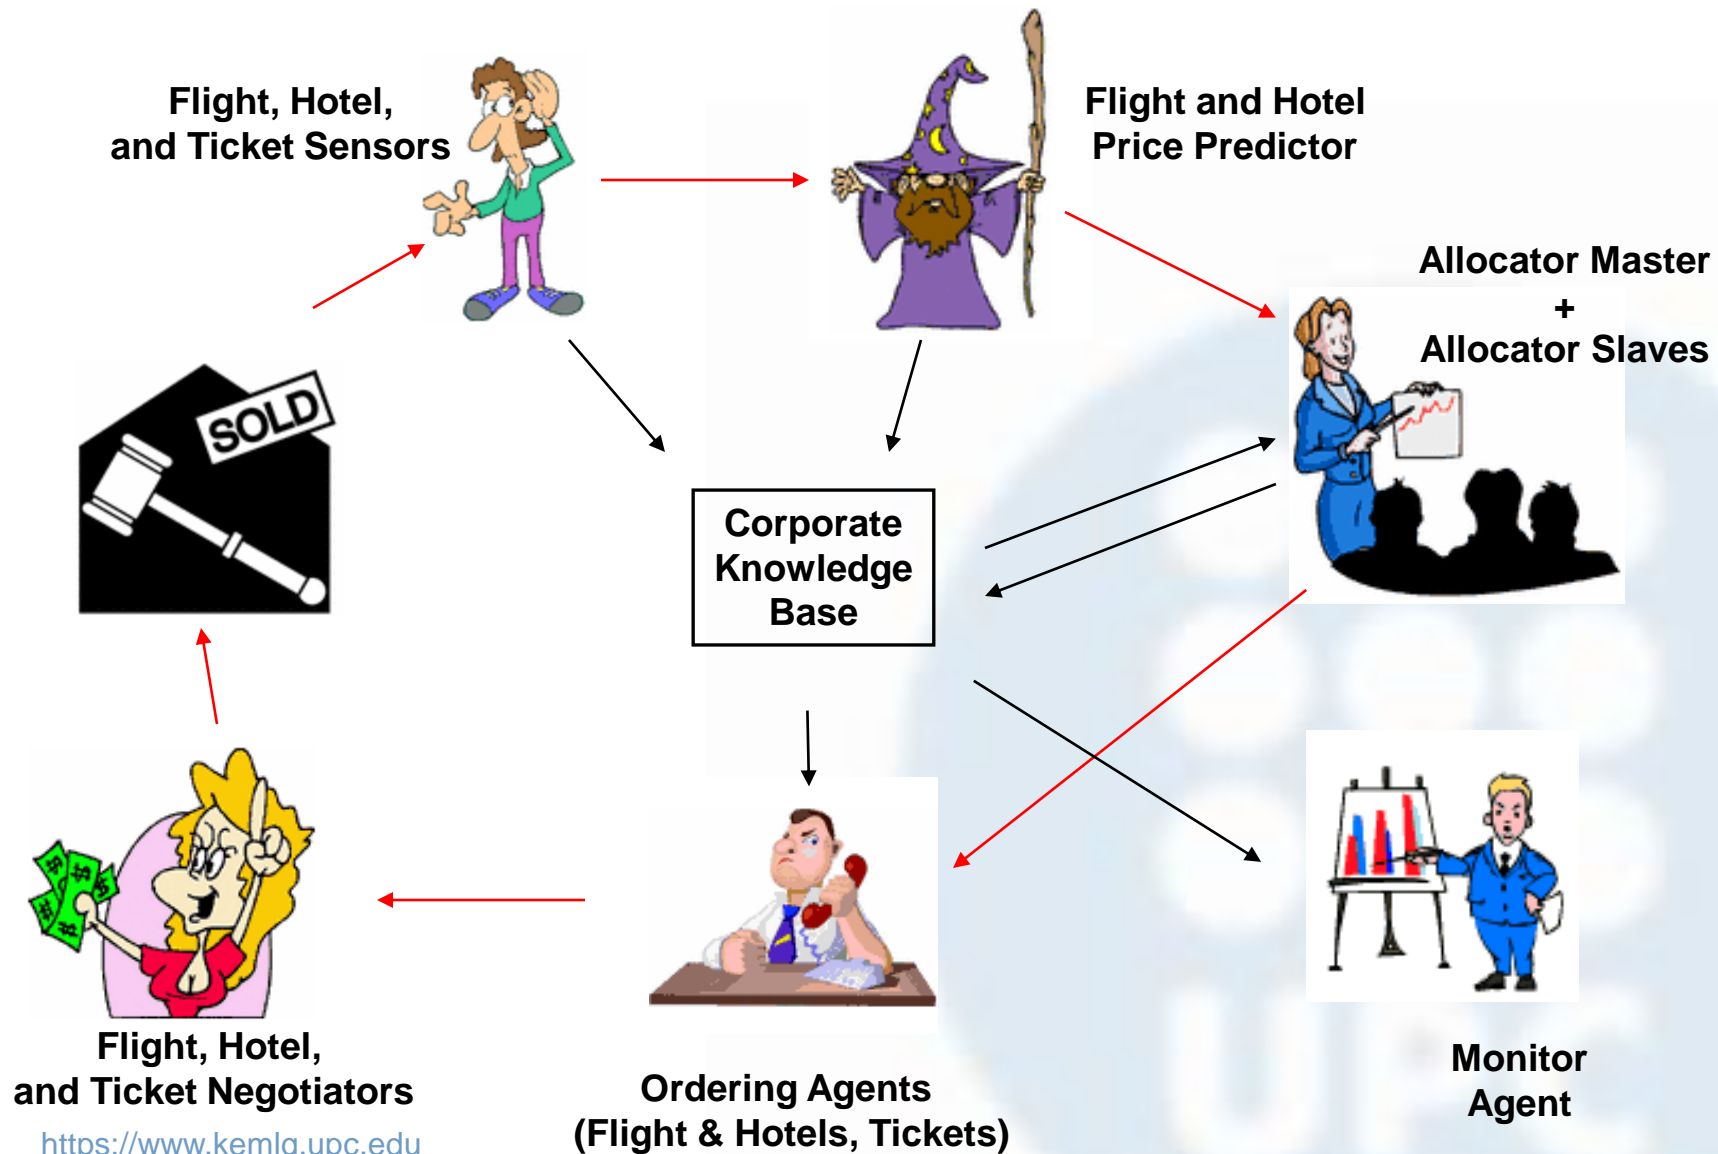 Flight, Hotel,
and Ticket Sensors
Flight and Hotel
Price Predictor
Allocator Master
+
Allocator Slaves
SOLD
Corporate
Knowledge
Base
Flight, Hotel,
and Ticket Negotiators
Ordering Agents
(Flight & Hotels, Tickets)
Monitor
Agent
https://www.kemlg.upc.edu
UPC